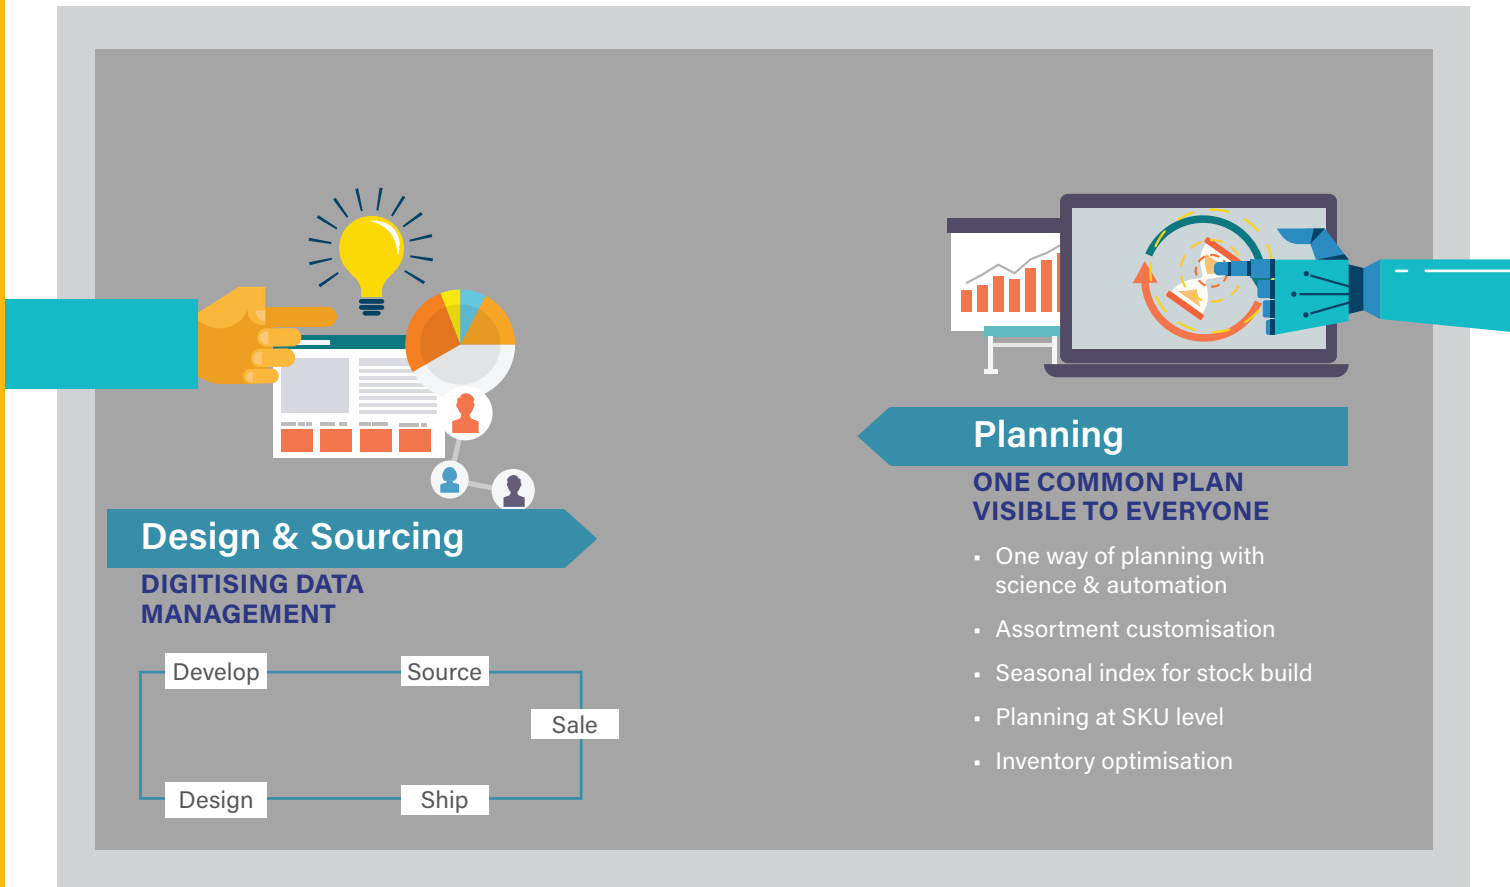 Design & Sourcing
DIGITISING DATA
MANAGEMENT
Develop
Source
Sale
Design
Ship
Planning
ONE COMMON PLAN
VISIBLE TO EVERYONE
▪ One way of planning with
science & automation
▪ Assortment customisation
▪ Seasonal index for stock build
▪ Planning at SKU level
▪ Inventory optimisation